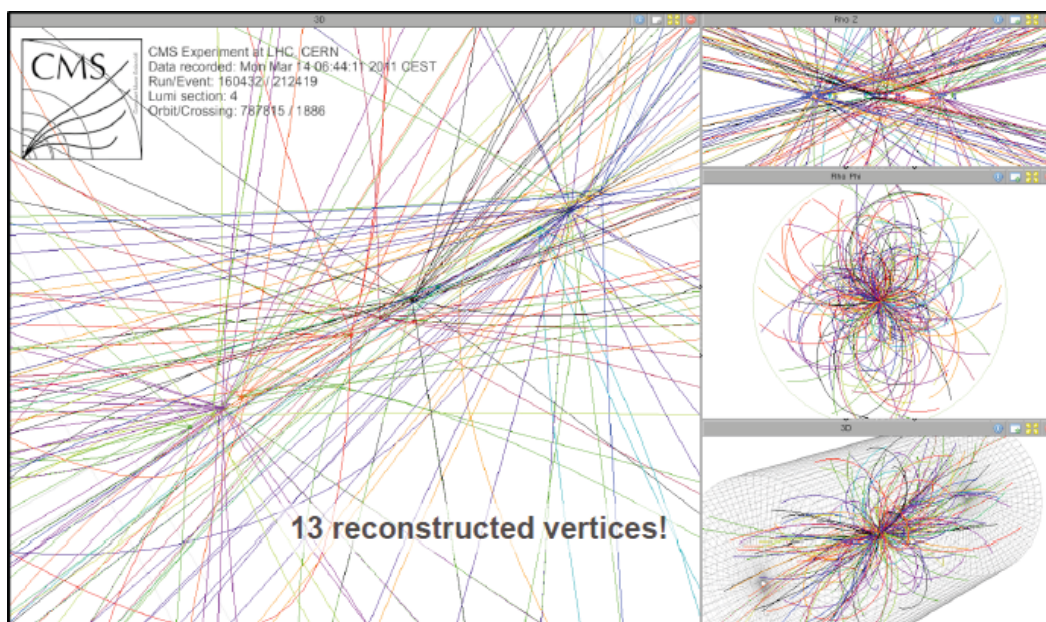 3D
CMS
CMS Experiment at LHC, CERN
Data recorded: Mon Mar 14 06:44:11 2011 CEST
Run/Event: 160432 / 212419
Lumi section: 4
Orbit/Crossing: 787815 / 1886
13 reconstructed vertices!
Rho Z
Rho Phi
3D